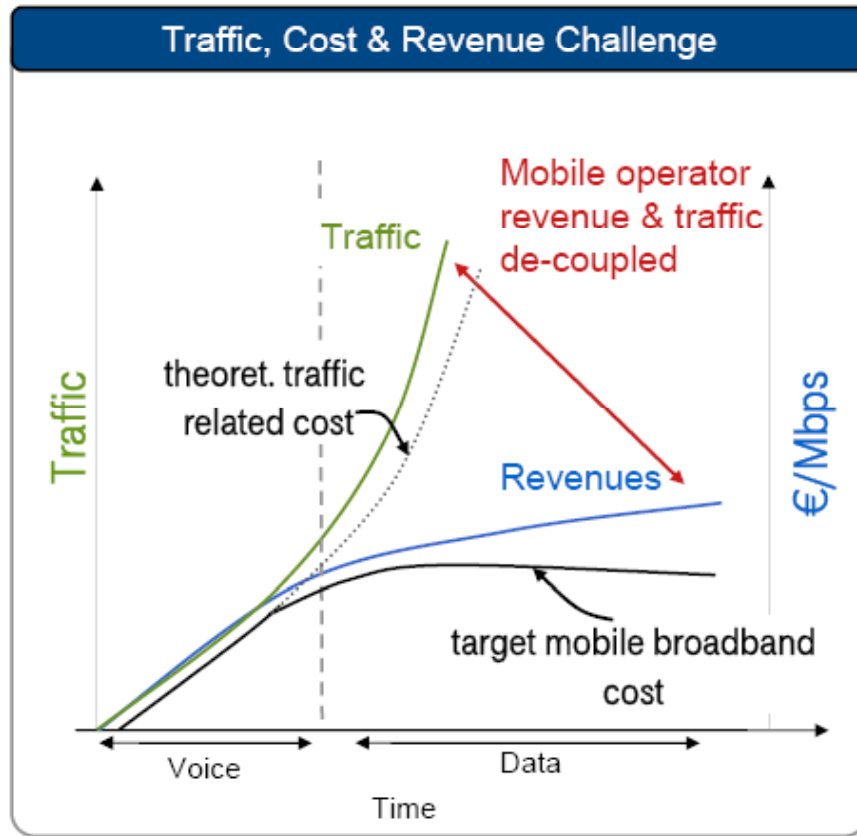 Traffic, Cost & Revenue Challenge
Mobile operator
revenue & traffic
de-coupled
Traffic
theoret. traffic
related cost
Traffic
Revenues
€/Mbps
target mobile broadband
cost
Voice
Data
Time